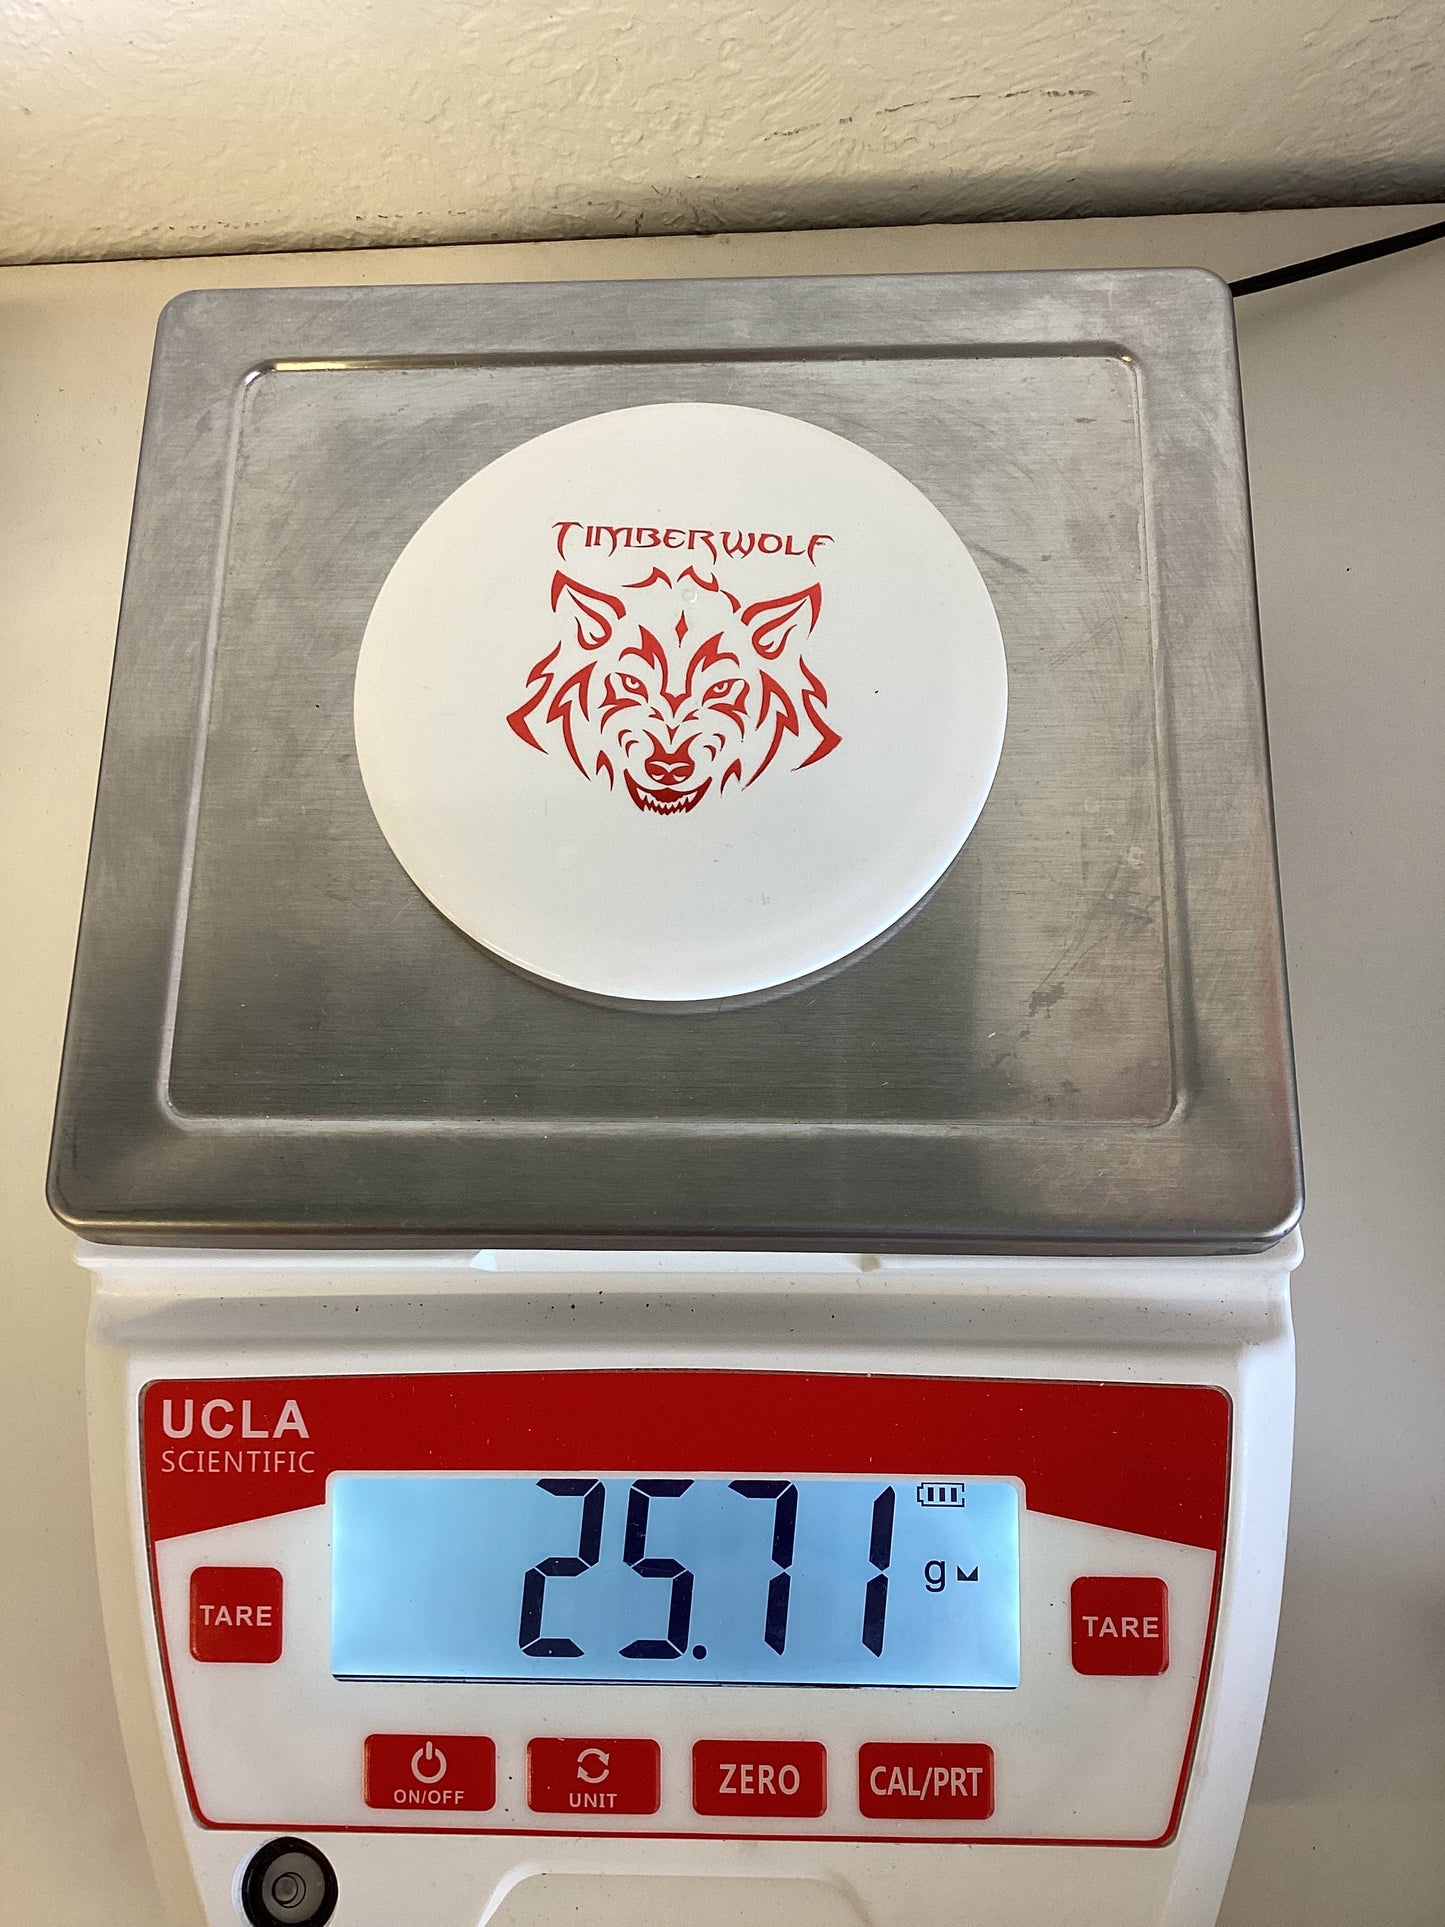 TIMBERWOLF
UCLA
SCIENTIFIC
25.71 g
TARE
TARE
ON/OFF
UNIT
ZERO
CAL/PRT